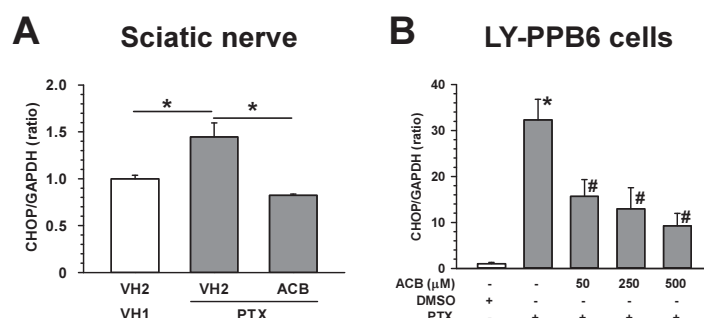 A Sciatic nerve
2.0
1.5
1.0
0.5
0
CHOP/GAPDH (ratio)
* *
VH2 VH2 ACB
VH1 PTX
B LY-PPB6 cells
40
30
20
10
0
CHOP/GAPDH (ratio)
*
#
#
#
ACB (μM) - - 50 250 500
DMSO + - - - -
PTX - + + + +